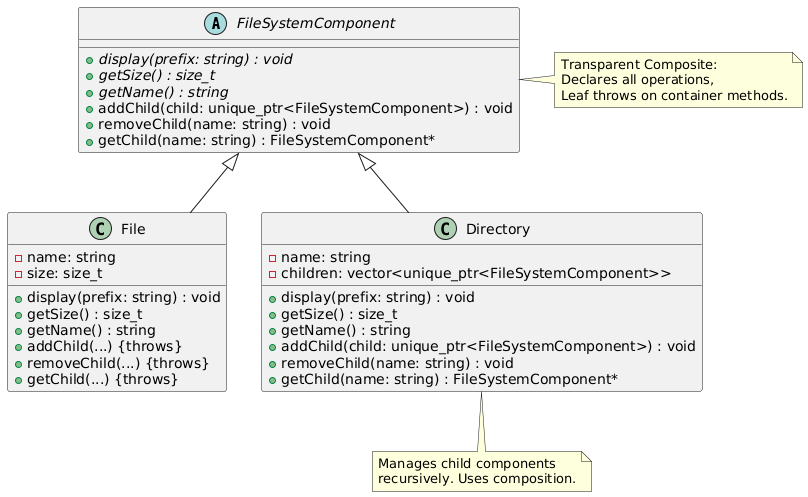 A FileSystemComponent
display(prefix: string) : void
getSize() : size_t
getName() : string
addChild(child: unique_ptr<FileSystemComponent>) : void
removeChild(name: string) : void
getChild(name: string) : FileSystemComponent*
Transparent Composite:
Declares all operations,
Leaf throws on container methods.
C File
name: string
size: size_t
display(prefix: string) : void
getSize() : size_t
getName() : string
addChild(...) {throws}
removeChild(...) {throws}
getChild(...) {throws}
C Directory
name: string
children: vector<unique_ptr<FileSystemComponent>>
display(prefix: string) : void
getSize() : size_t
getName() : string
addChild(child: unique_ptr<FileSystemComponent>) : void
removeChild(name: string) : void
getChild(name: string) : FileSystemComponent*
Manages child components
recursively. Uses composition.